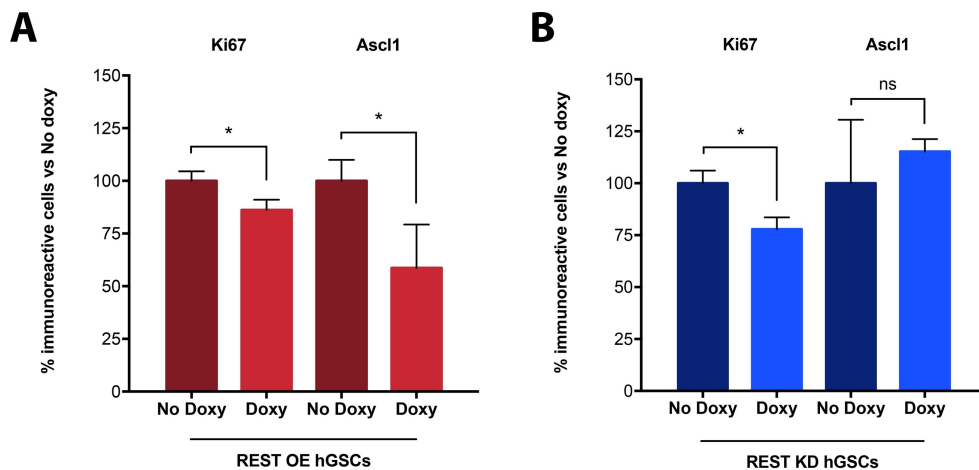 A
Ki67 Ascl1
% immunoreactive cells vs No doxy
150
125
100
75
50
25
0
* *
No Doxy Doxy No Doxy Doxy
REST OE hGSCs
B
Ki67 Ascl1
% immunoreactive cells vs No doxy
150
125
100
75
50
25
0
* ns
No Doxy Doxy No Doxy Doxy
REST KD hGSCs